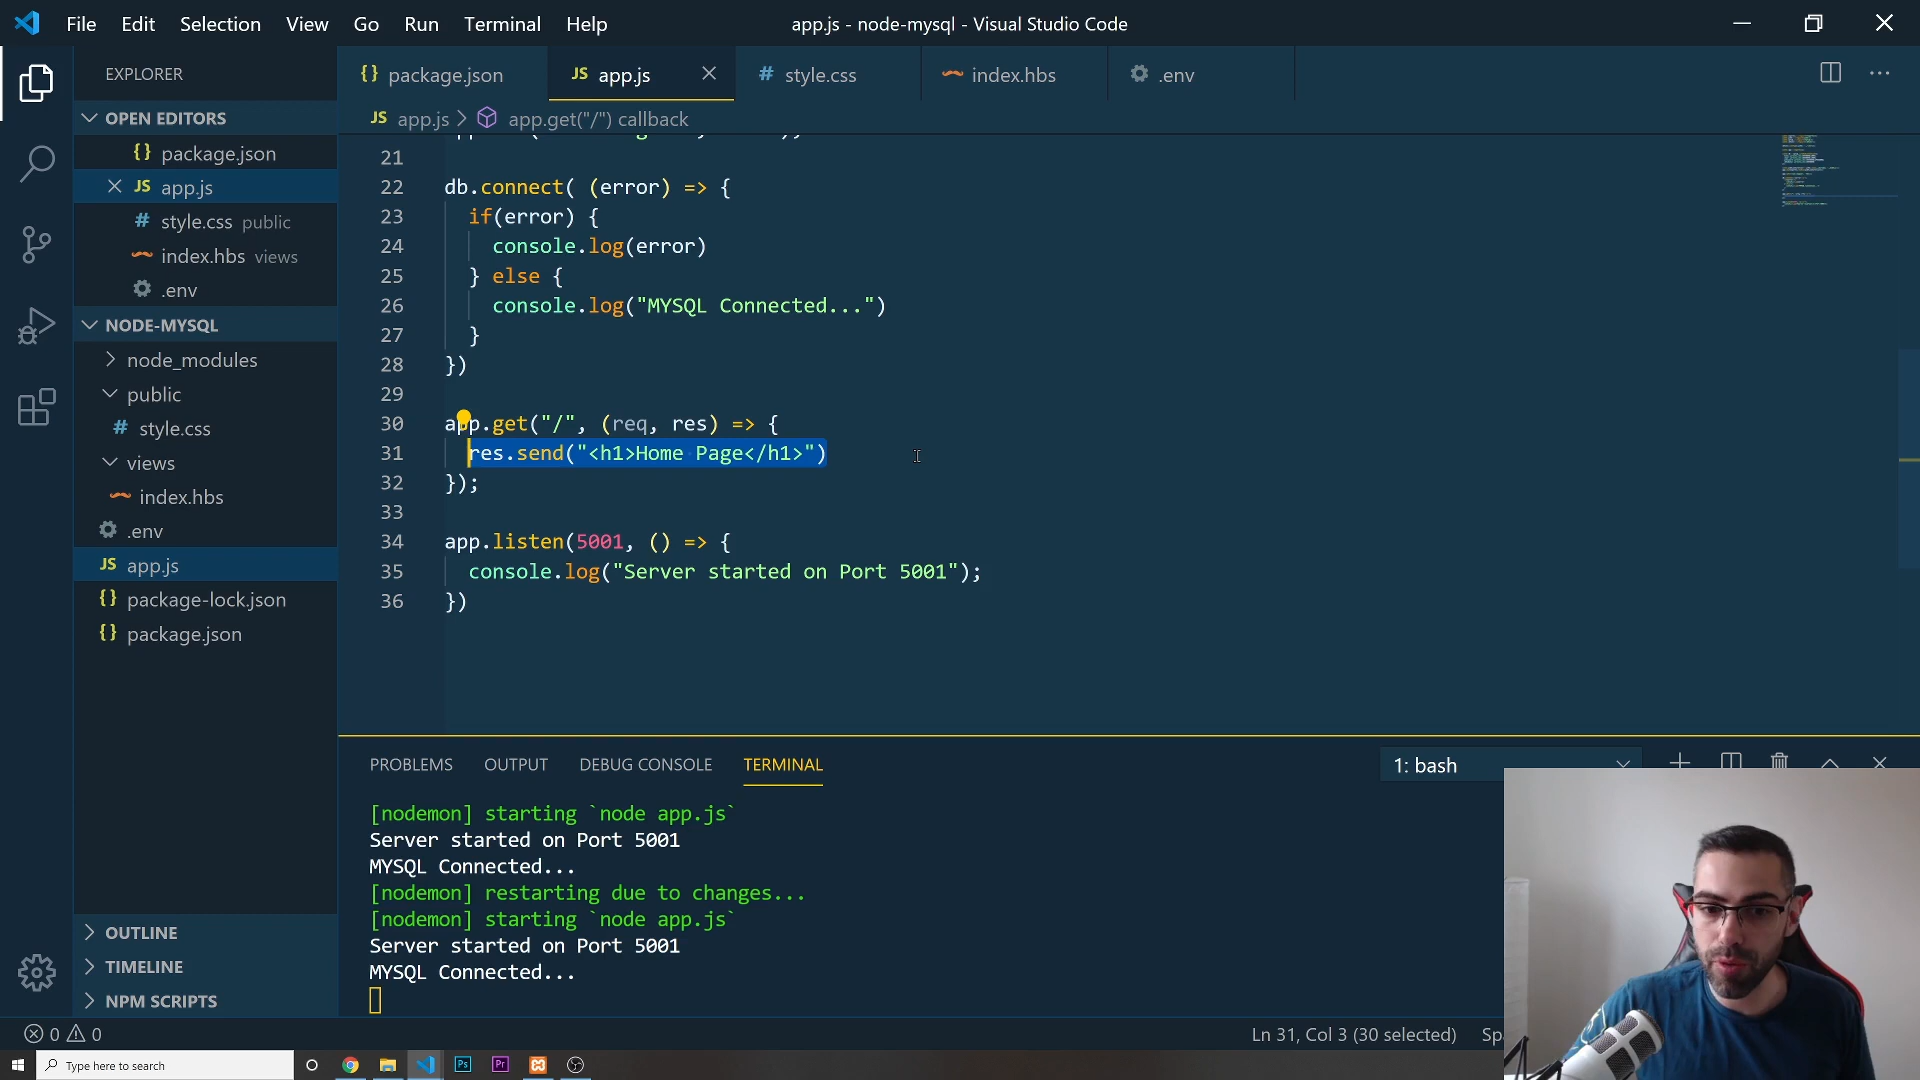 File Edit Selection View Go Run Terminal Help
app.js - node-mysql - Visual Studio Code
EXPLORER
{} package.json
JS app.js
# style.css
index.hbs
.env
OPEN EDITORS
JS app.js > app.get("/") callback
{} package.json
JS app.js
# style.css public
index.hbs views
.env
NODE-MYSQL
node_modules
public
# style.css
views
index.hbs
.env
JS app.js
{} package-lock.json
{} package.json
OUTLINE
TIMELINE
NPM SCRIPTS
21
22 db.connect( (error) => {
23 if(error) {
24 console.log(error)
25 } else {
26 console.log("MYSQL Connected...")
27 }
28 })
29
30 app.get("/", (req, res) => {
31 res.send("<h1>Home Page</h1>")
32 });
33
34 app.listen(5001, () => {
35 console.log("Server started on Port 5001");
36 })
PROBLEMS OUTPUT DEBUG CONSOLE TERMINAL
1: bash
[nodemon] starting `node app.js`
Server started on Port 5001
MYSQL Connected...
[nodemon] restarting due to changes...
[nodemon] starting `node app.js`
Server started on Port 5001
MYSQL Connected...
0 0
Ln 31, Col 3 (30 selected)
Type here to search
Ps
Pr